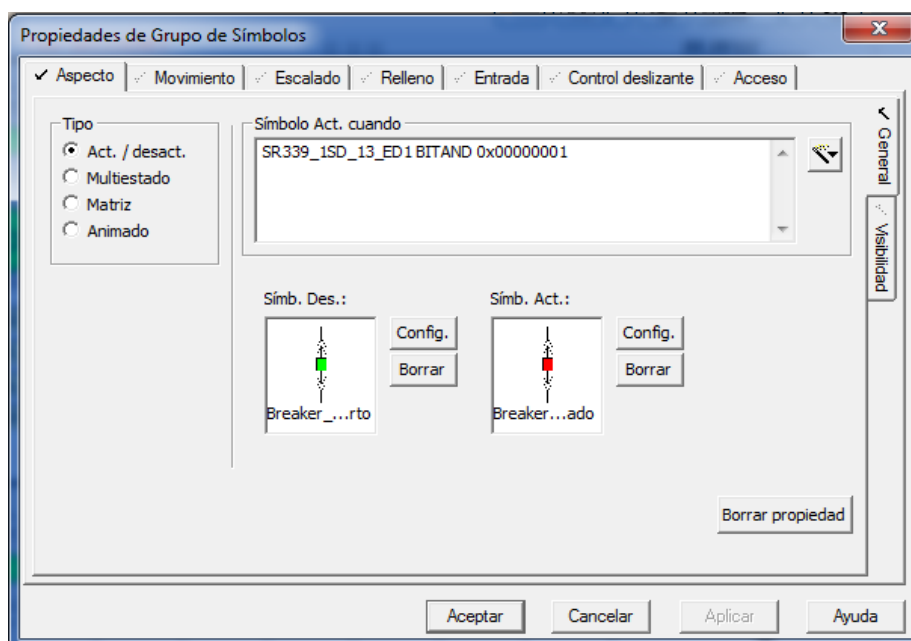 Propiedades de Grupo de Símbolos
Aspecto
Movimiento
Escalado
Relleno
Entrada
Control deslizante
Acceso
General
Visibilidad
Tipo
Act. / desact.
Multiestado
Matriz
Animado
Símbolo Act. cuando
SR339_1SD_13_ED1 BITAND 0x00000001
Símb. Des.:
Config.
Borrar
Breaker_...rto
Símb. Act.:
Config.
Borrar
Breaker...ado
Borrar propiedad
Aceptar
Cancelar
Aplicar
Ayuda